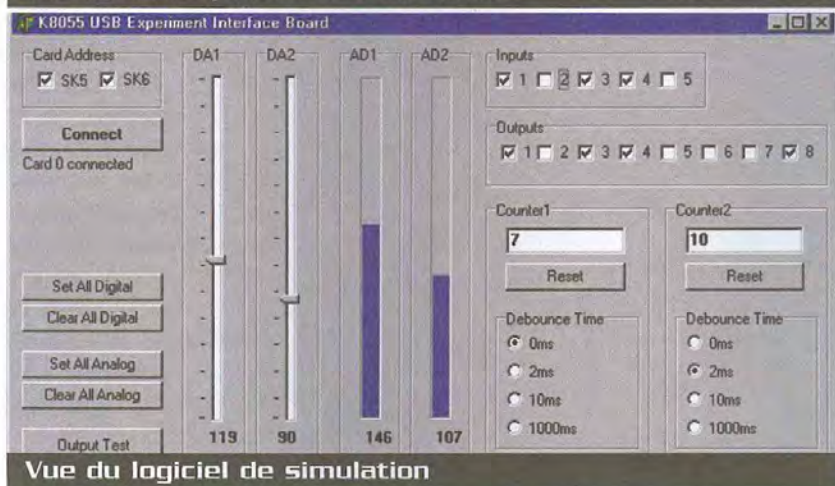 K8055 USB Experiment Interface Board
Card Address
SK5 SK6
Connect
Card 0 connected
Set All Digital
Clear All Digital
Set All Analog
Clear All Analog
Output Test
DA1
119
DA2
90
AD1
146
AD2
107
Inputs
1 2 3 4 5
Outputs
1 2 3 4 5 6 7 8
Counter1
7
Reset
Debounce Time
0ms
2ms
10ms
1000ms
Counter2
10
Reset
Debounce Time
0ms
2ms
10ms
1000ms
Vue du logiciel de simulation